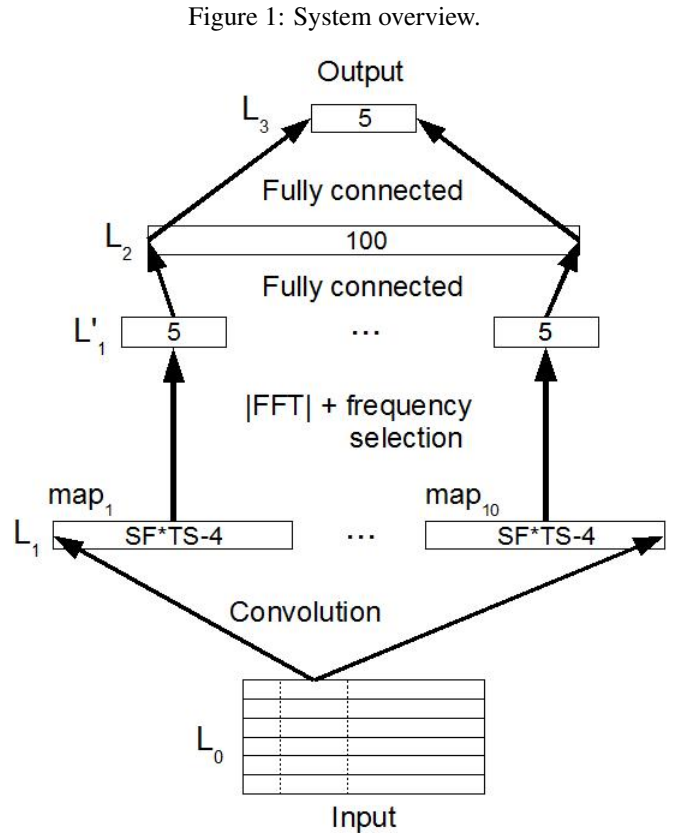 Figure 1: System overview.
Output
L3 5
Fully connected
L2 100
Fully connected
L'1 5 ... 5
|FFT| + frequency
selection
map1 map10
L1 SF*TS-4 ... SF*TS-4
Convolution
L0
Input